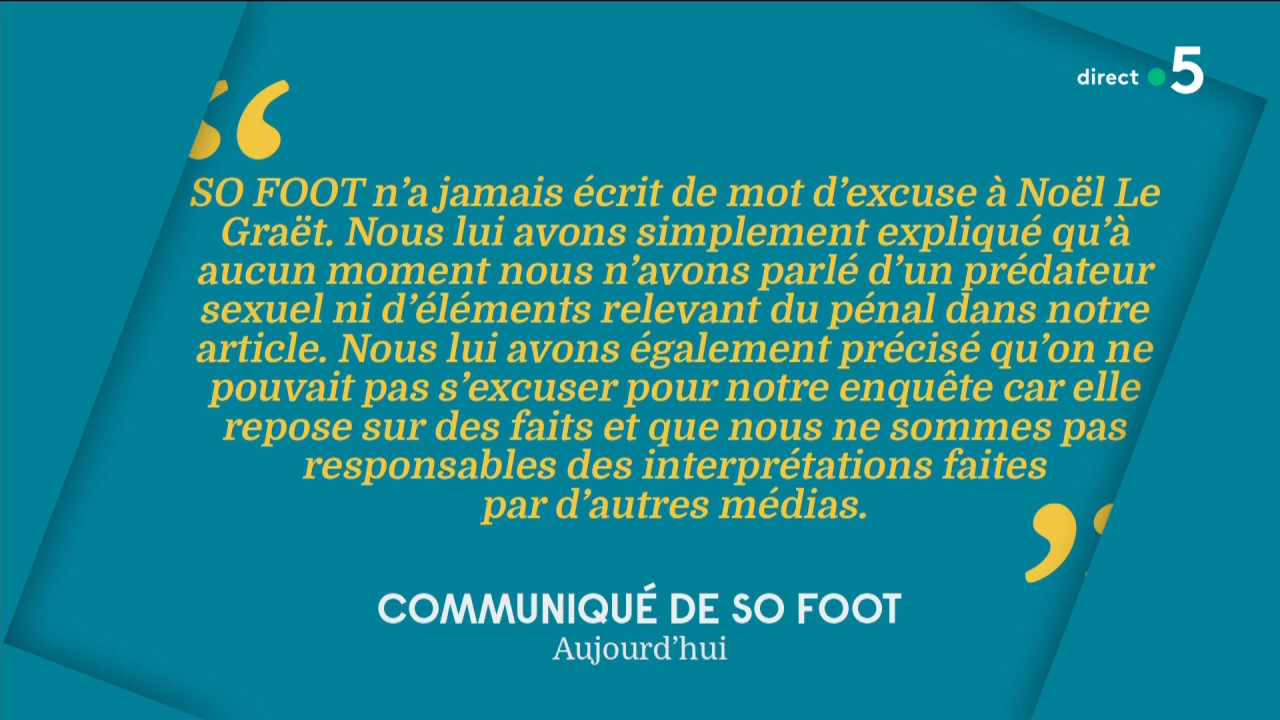 direct 5
“
SO FOOT n’a jamais écrit de mot d’excuse à Noël Le
Graët. Nous lui avons simplement expliqué qu’à
aucun moment nous n’avons parlé d’un prédateur
sexuel ni d’éléments relevant du pénal dans notre
article. Nous lui avons également précisé qu’on ne
pouvait pas s’excuser pour notre enquête car elle
repose sur des faits et que nous ne sommes pas
responsables des interprétations faites
par d’autres médias.
”
COMMUNIQUÉ DE SO FOOT
Aujourd’hui